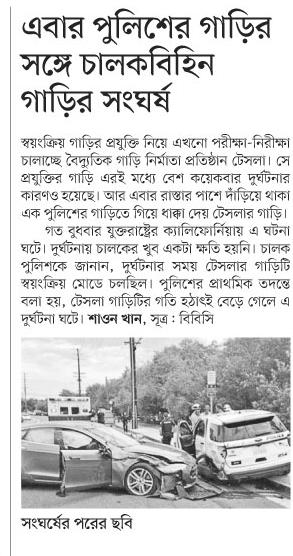 এবার পুলিশের গাড়ির
সঙ্গে চালকবিহিন
গাড়ির সংঘর্ষ
স্বয়ংক্রিয় গাড়ির প্রযুক্তি নিয়ে এখনো পরীক্ষা-নিরীক্ষা
চালাচ্ছে বৈদ্যুতিক গাড়ি নির্মাতা প্রতিষ্ঠান টেসলা। সে
প্রযুক্তির গাড়ি এরই মধ্যে বেশ কয়েকবার দুর্ঘটনার
কারণও হয়েছে। আর এবার রাস্তার পাশে দাঁড়িয়ে থাকা
এক পুলিশের গাড়িতে গিয়ে ধাক্কা দেয় টেসলার গাড়ি।
গত বুধবার যুক্তরাষ্ট্রের ক্যালিফোর্নিয়ায় এ ঘটনা
ঘটে। দুর্ঘটনায় চালকের খুব একটা ক্ষতি হয়নি। চালক
পুলিশকে জানান, দুর্ঘটনার সময় টেসলার গাড়িটি
স্বয়ংক্রিয় মোডে চলছিল। পুলিশের প্রাথমিক তদন্তে
বলা হয়, টেসলা গাড়িটির গতি হঠাৎই বেড়ে গেলে এ
দুর্ঘটনা ঘটে। শাওন খান, সূত্র : বিবিসি
সংঘর্ষের পরের ছবি